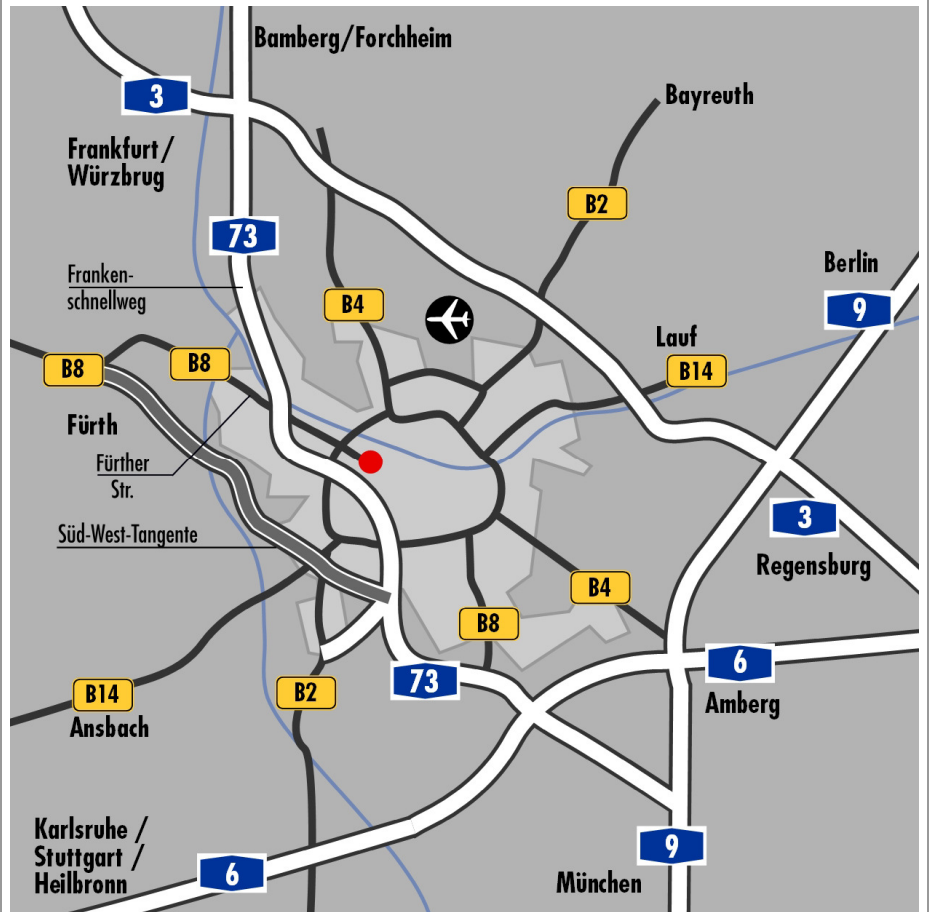 Bamberg/Forchheim
3
Bayreuth
Frankfurt/
Würzbrug
B2
73
Berlin
Franken-
schnellweg
9
B4
Lauf
B8
B8
B14
Fürth
Fürther
Str.
3
Süd-West-Tangente
Regensburg
B4
B8
6
73
B14
B2
Amberg
Ansbach
Karlsruhe /
Stuttgart /
Heilbronn
9
6
München